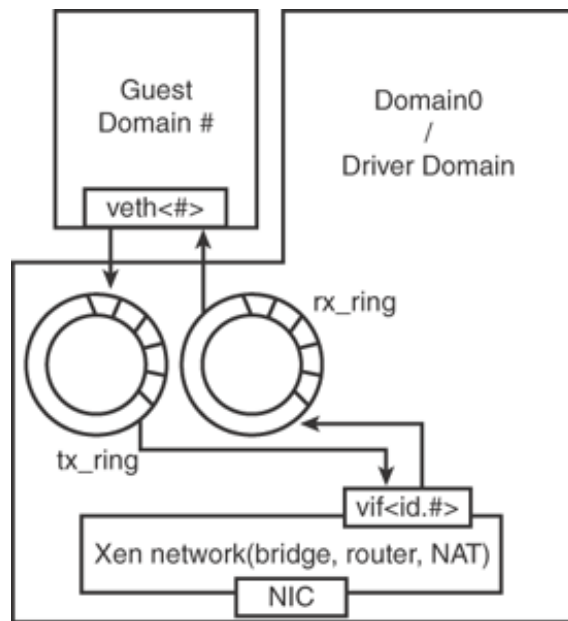 Guest
Domain #
veth<#>
Domain0
/
Driver Domain
rx_ring
tx_ring
vif<id.#>
Xen network(bridge, router, NAT)
NIC